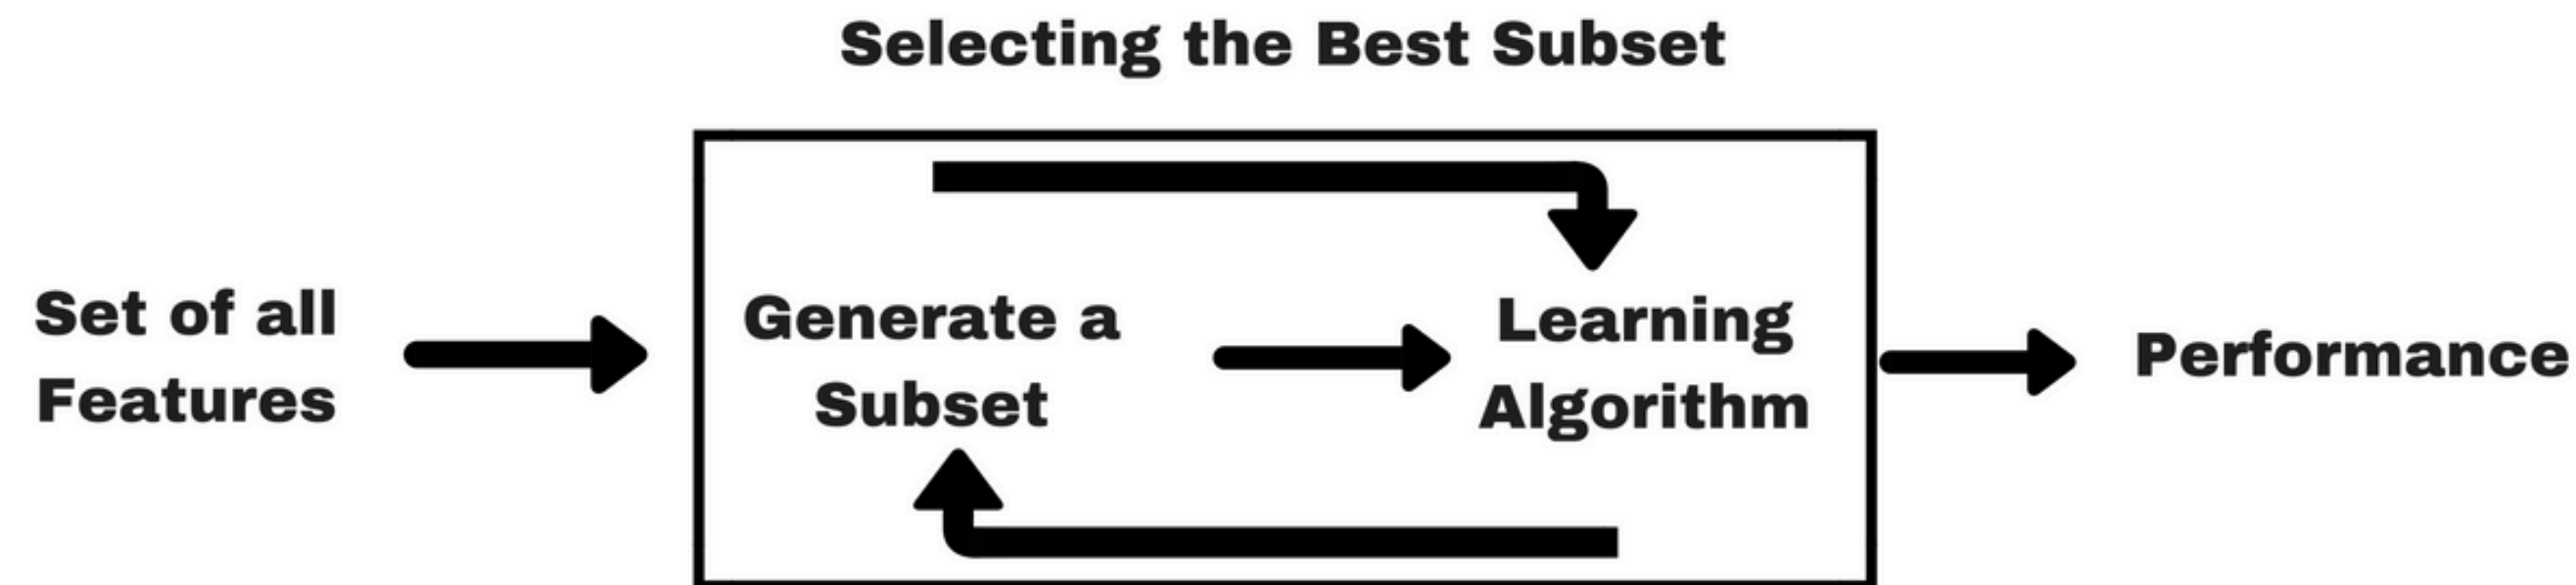 Selecting the Best Subset
Set of all
Features
Generate a
Subset
Learning
Algorithm
Performance